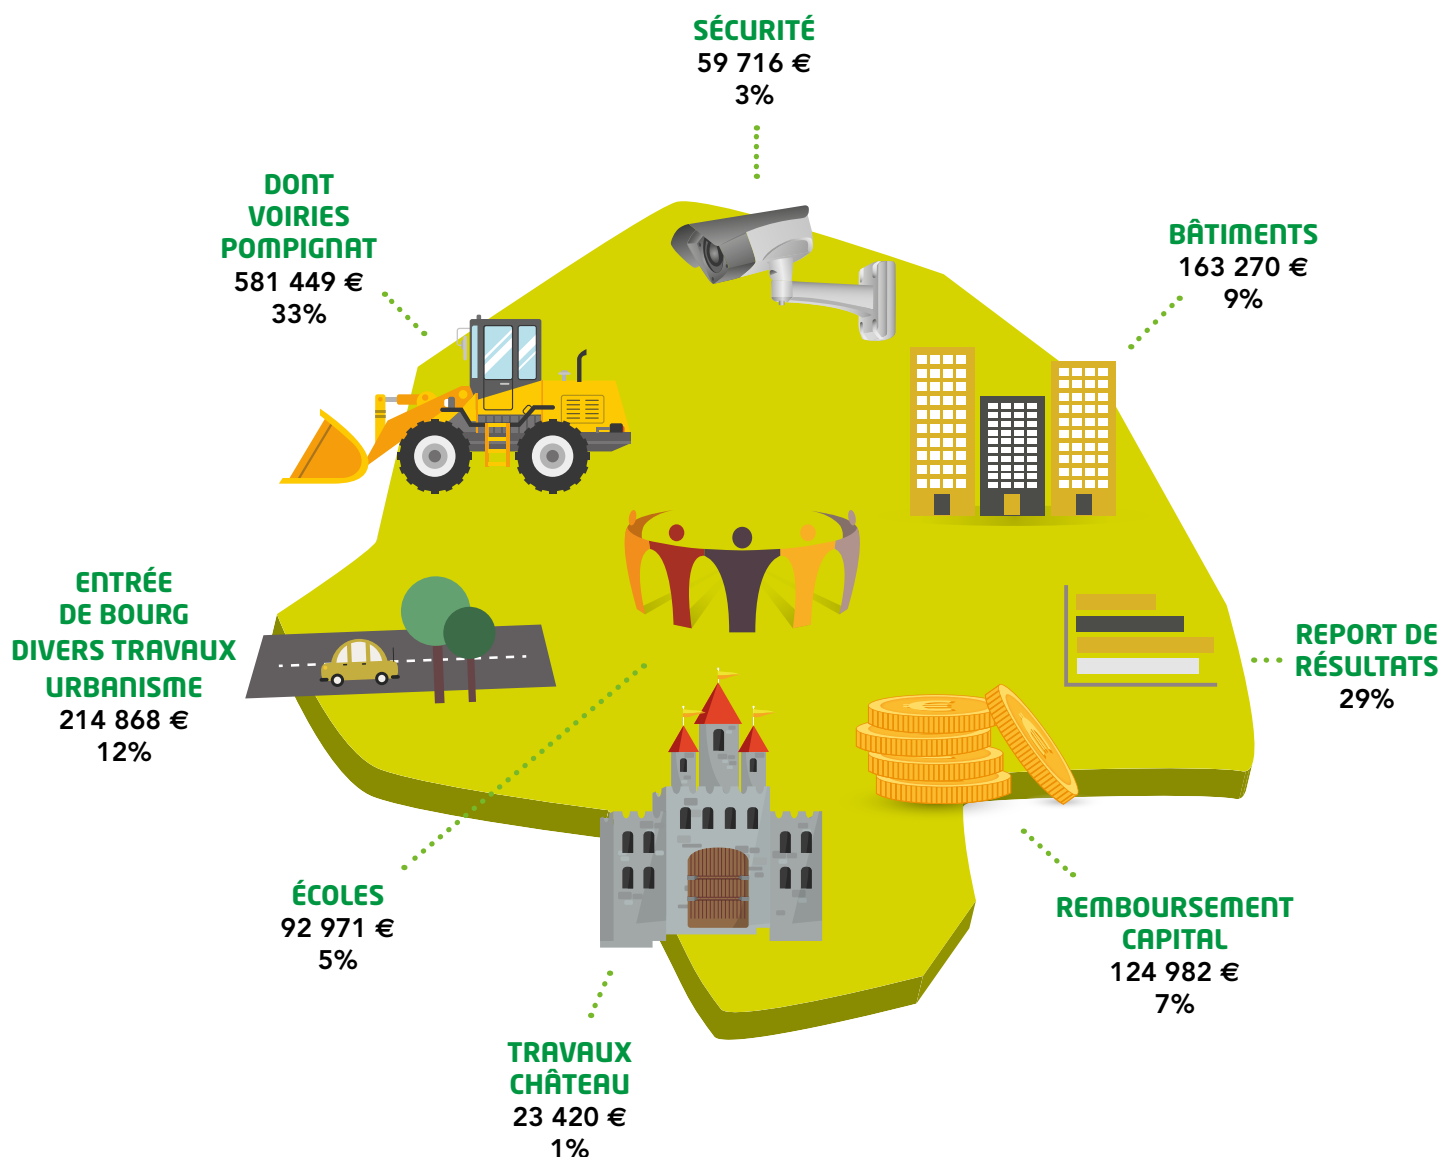 SÉCURITÉ
59 716 €
3%
DONT
VOIRIES
POMPIGNAT
581 449 €
33%
BÂTIMENTS
163 270 €
9%
ENTRÉE
DE BOURG
DIVERS TRAVAUX
URBANISME
214 868 €
12%
REPORT DE
RÉSULTATS
29%
ÉCOLES
92 971 €
5%
REMBOURSEMENT
CAPITAL
124 982 €
7%
TRAVAUX
CHÂTEAU
23 420 €
1%